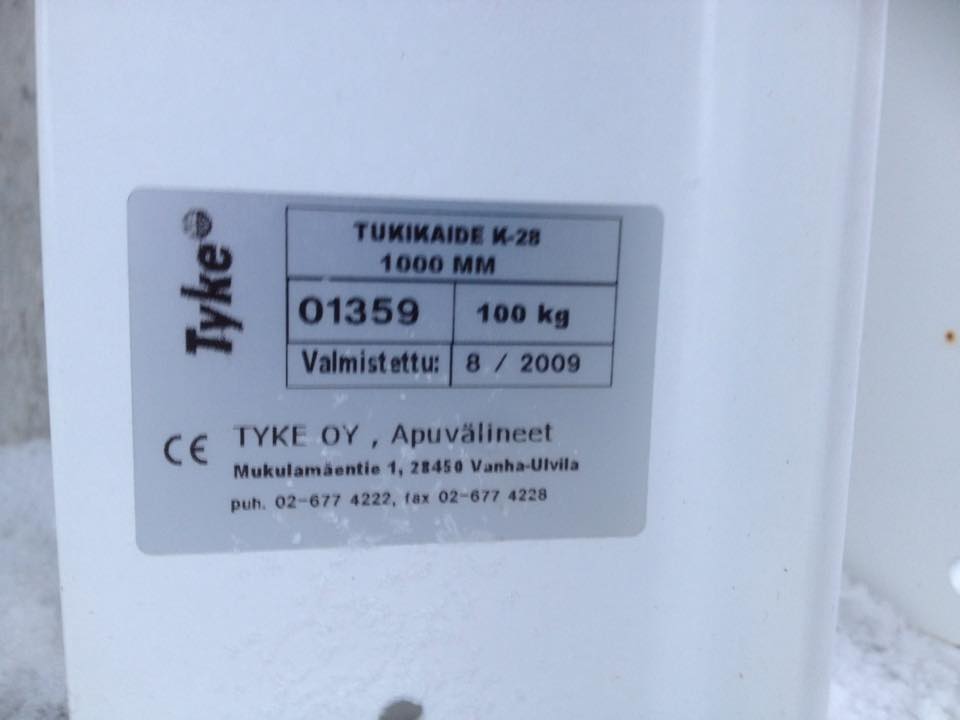 Tyke
TUKIKAIDE K-28
1000 MM
01359 100 kg
Valmistettu: 8 / 2009
CE TYKE OY , Apuvälineet
Mukulamäentie 1, 28450 Vanha-Ulvila
puh. 02-677 4222, fax 02-677 4228